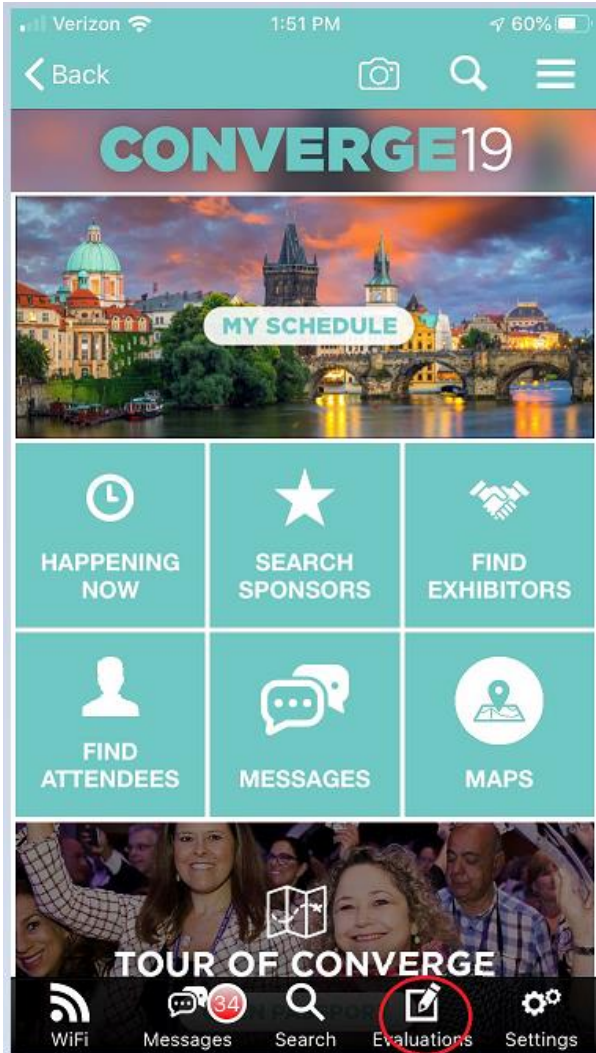 Verizon 1:51 PM 60%
Back
CONVERGE19
MY SCHEDULE
HAPPENING NOW
SEARCH SPONSORS
FIND EXHIBITORS
FIND ATTENDEES
MESSAGES
MAPS
TOUR OF CONVERGE
34
WiFi Messages Search Evaluations Settings